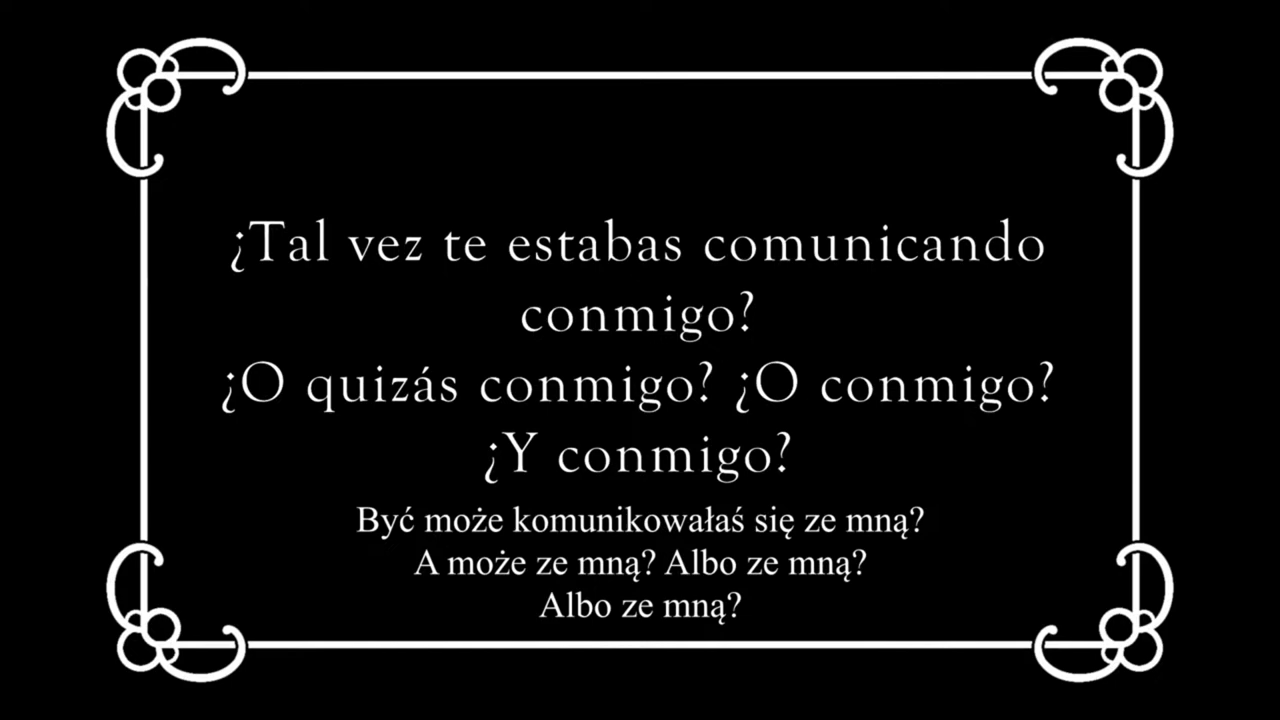 ¿Tal vez te estabas comunicando
conmigo?
¿O quizás conmigo? ¿O conmigo?
¿Y conmigo?
Być może komunikowałaś się ze mną?
A może ze mną? Albo ze mną?
Albo ze mną?